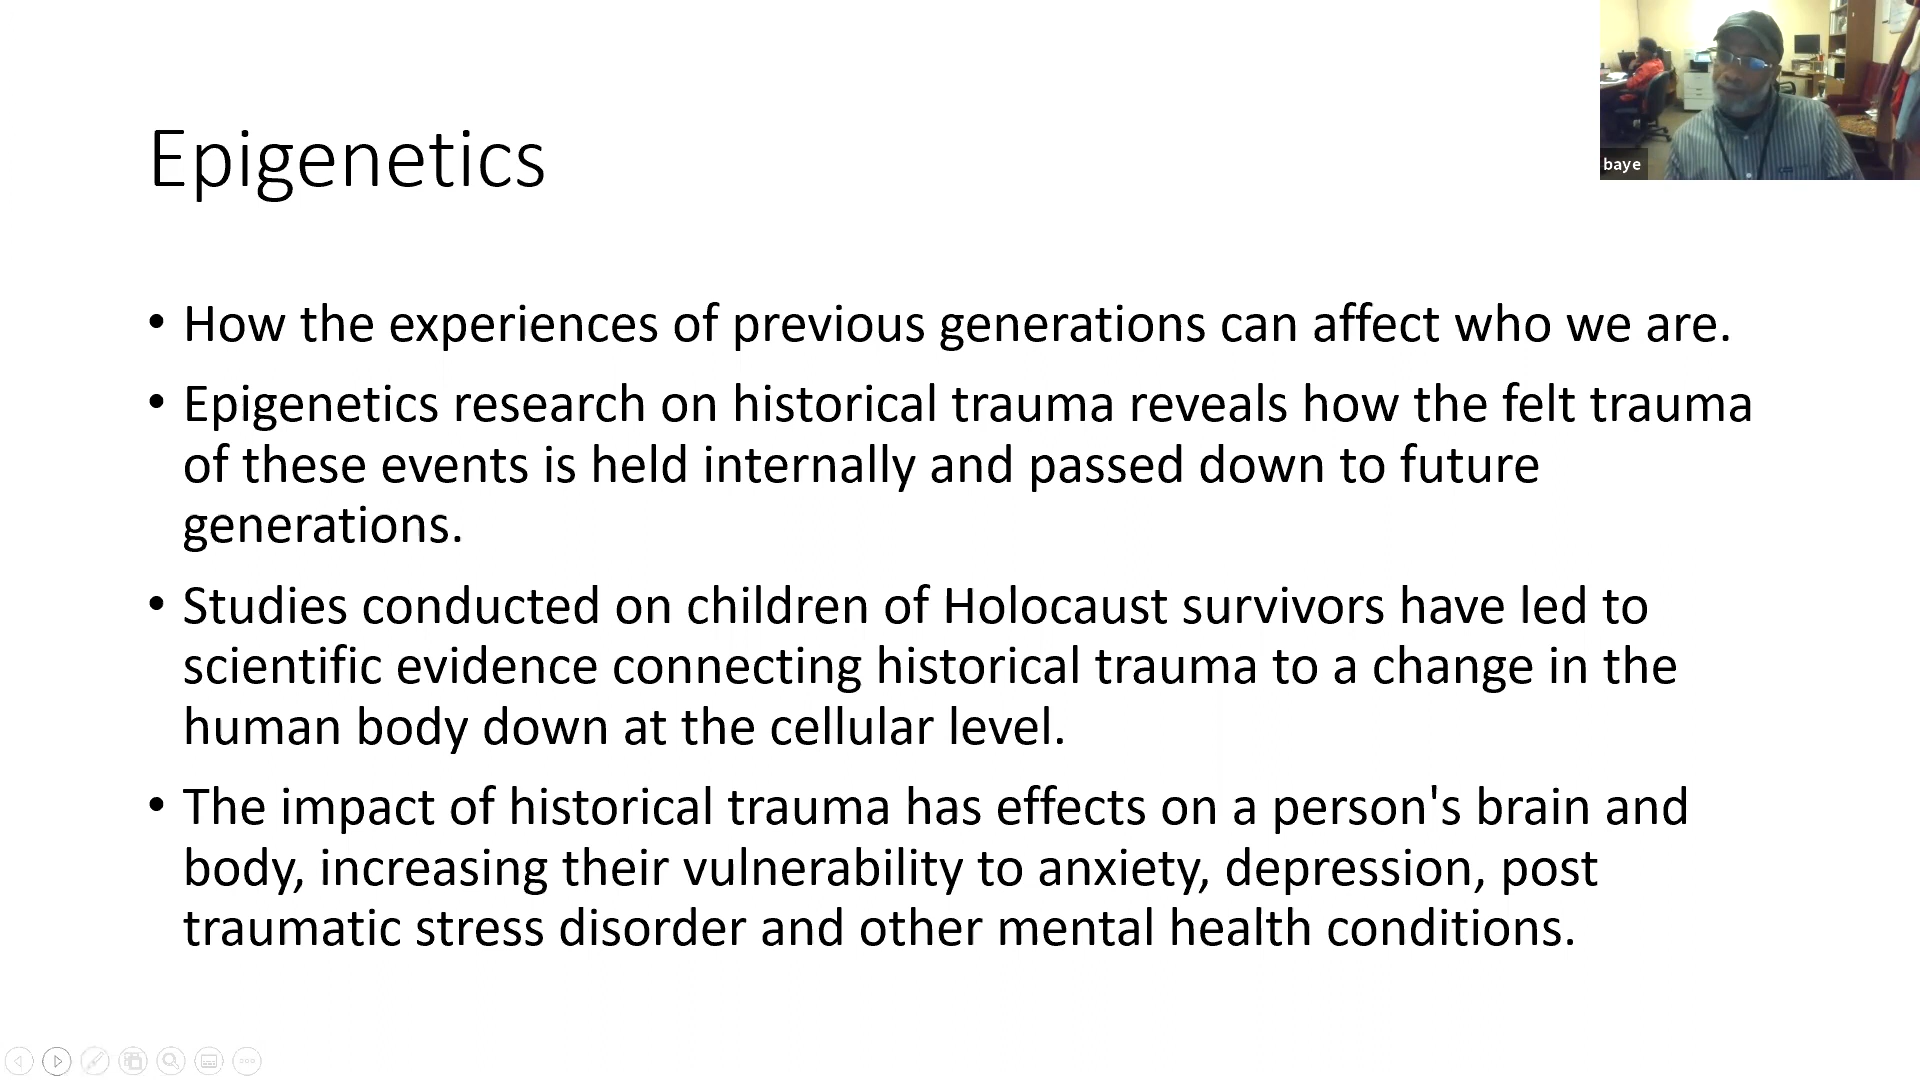 baye
Epigenetics
• How the experiences of previous generations can affect who we are.
• Epigenetics research on historical trauma reveals how the felt trauma
of these events is held internally and passed down to future
generations.
• Studies conducted on children of Holocaust survivors have led to
scientific evidence connecting historical trauma to a change in the
human body down at the cellular level.
• The impact of historical trauma has effects on a person's brain and
body, increasing their vulnerability to anxiety, depression, post
traumatic stress disorder and other mental health conditions.